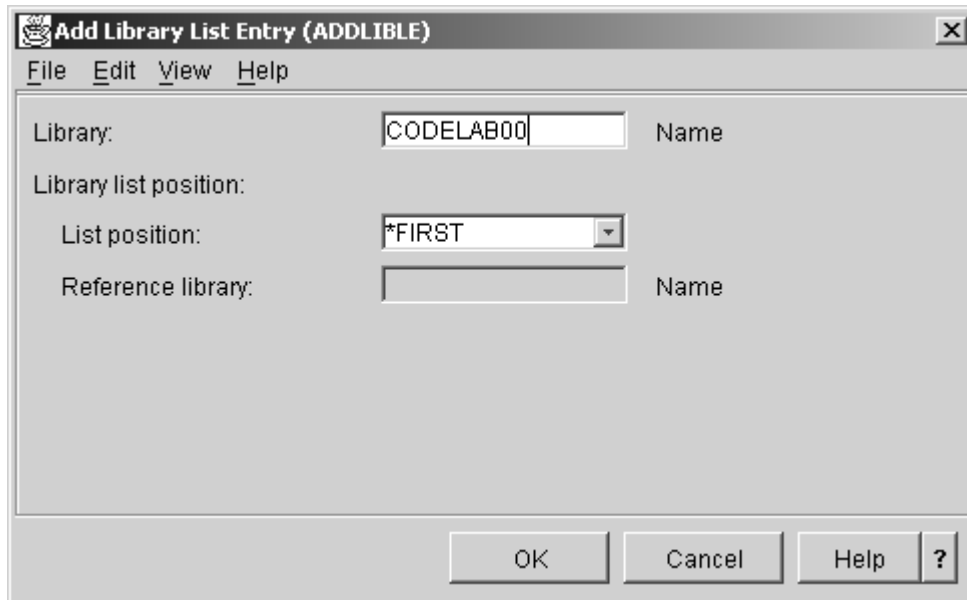 Add Library List Entry (ADDLIBLE)
File Edit View Help
Library: CODELAB00 Name
Library list position:
List position: *FIRST
Reference library: Name
OK Cancel Help ?